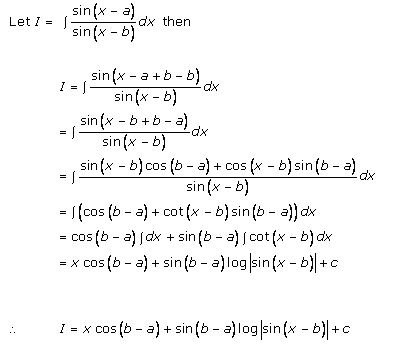 Let I = ∫ sin(x − a)/sin(x − b) dx then
I = ∫ sin(x − a + b − b)/sin(x − b) dx
= ∫ sin(x − b + b − a)/sin(x − b) dx
= ∫ sin(x − b) cos(b − a) + cos(x − b) sin(b − a)/sin(x − b) dx
= ∫(cos(b − a) + cot(x − b) sin(b − a)) dx
= cos(b − a) ∫ dx + sin(b − a) ∫ cot(x − b) dx
= x cos(b − a) + sin(b − a) log|sin(x − b)| + c
∴ I = x cos(b − a) + sin(b − a) log|sin(x − b)| + c